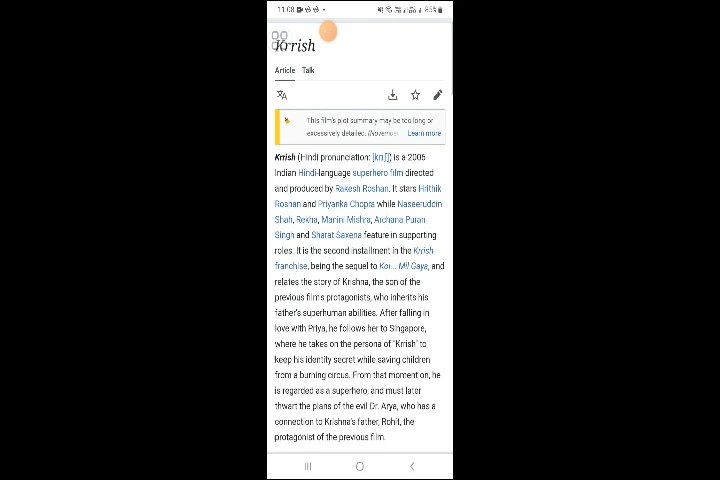 11:08
85%
Krrish
Article Talk
This film's plot summary may be too long or
excessively detailed. (November Learn more
Krrish (Hindi pronunciation: [krɪʃ]) is a 2006
Indian Hindi-language superhero film directed
and produced by Rakesh Roshan. It stars Hrithik
Roshan and Priyanka Chopra while Naseeruddin
Shah, Rekha, Manini Mishra, Archana Puran
Singh and Sharat Saxena feature in supporting
roles. It is the second installment in the Krrish
franchise, being the sequel to Koi... Mil Gaya, and
relates the story of Krishna, the son of the
previous film's protagonists, who inherits his
father's superhuman abilities. After falling in
love with Priya, he follows her to Singapore,
where he takes on the persona of "Krrish" to
keep his identity secret while saving children
from a burning circus. From that moment on, he
is regarded as a superhero, and must later
thwart the plans of the evil Dr. Arya, who has a
connection to Krishna's father, Rohit, the
protagonist of the previous film.